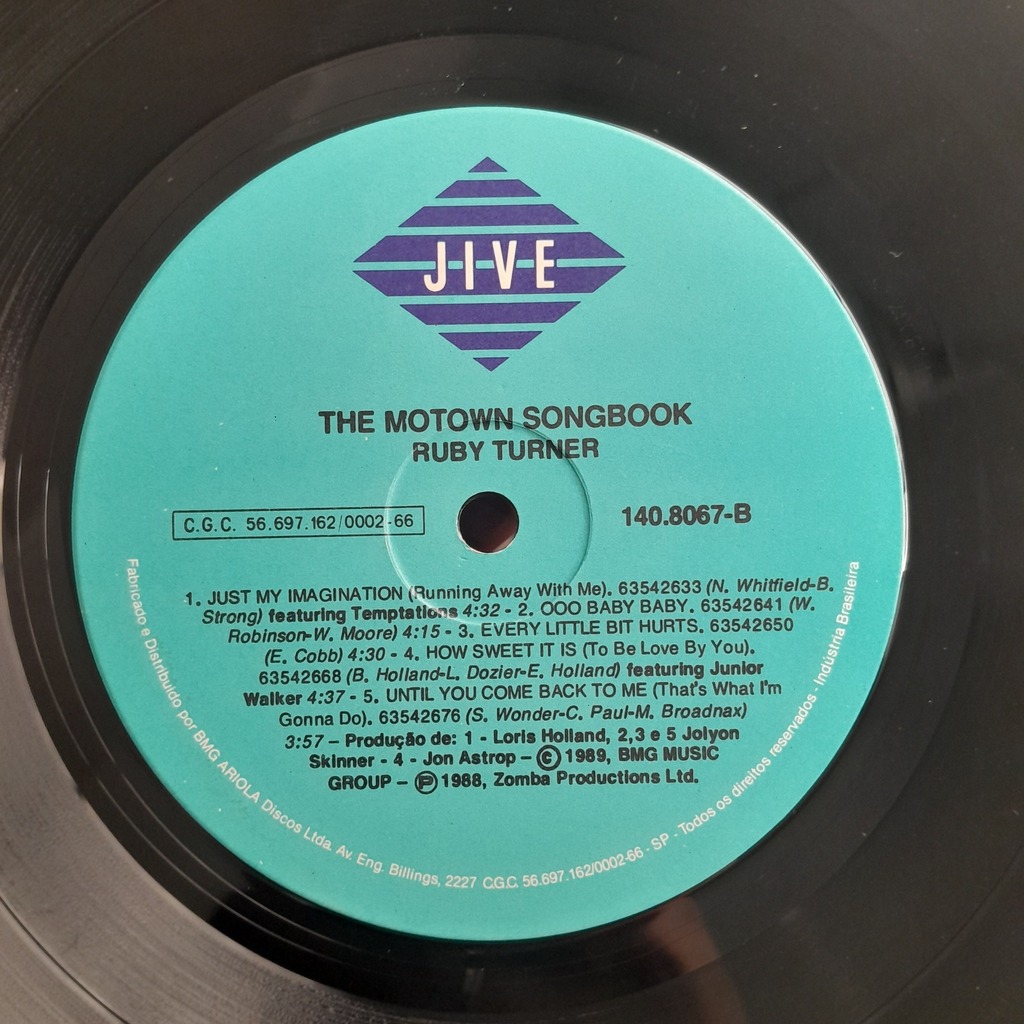 JIVE
THE MOTOWN SONGBOOK
RUBY TURNER
C.G.C. 56.697.162/0002-66
140.8067-B
1. JUST MY IMAGINATION (Running Away With Me). 63542633 (N. Whitfield-B.
Strong) featuring Temptations 4:32 - 2. OOO BABY BABY. 63542641 (W.
Robinson-W. Moore) 4:15 - 3. EVERY LITTLE BIT HURTS. 63542650
(E. Cobb) 4:30 - 4. HOW SWEET IT IS (To Be Love By You).
63542668 (B. Holland-L. Dozier-E. Holland) featuring Junior
Walker 4:37 - 5. UNTIL YOU COME BACK TO ME (That's What I'm
Gonna Do). 63542676 (S. Wonder-C. Paul-M. Broadnax)
3:57 – Produção de: 1 - Loris Holland, 2,3 e 5 Jolyon
Skinner - 4 - Jon Astrop – © 1989, BMG MUSIC
GROUP – ℗ 1988, Zomba Productions Ltd.
Fabricado e Distribuído por BMG ARIOLA Discos Ltda. Av. Eng. Billings, 2227 C.G.C. 56.697.162/0002-66 - SP - Todos os direitos reservados - Indústria Brasileira